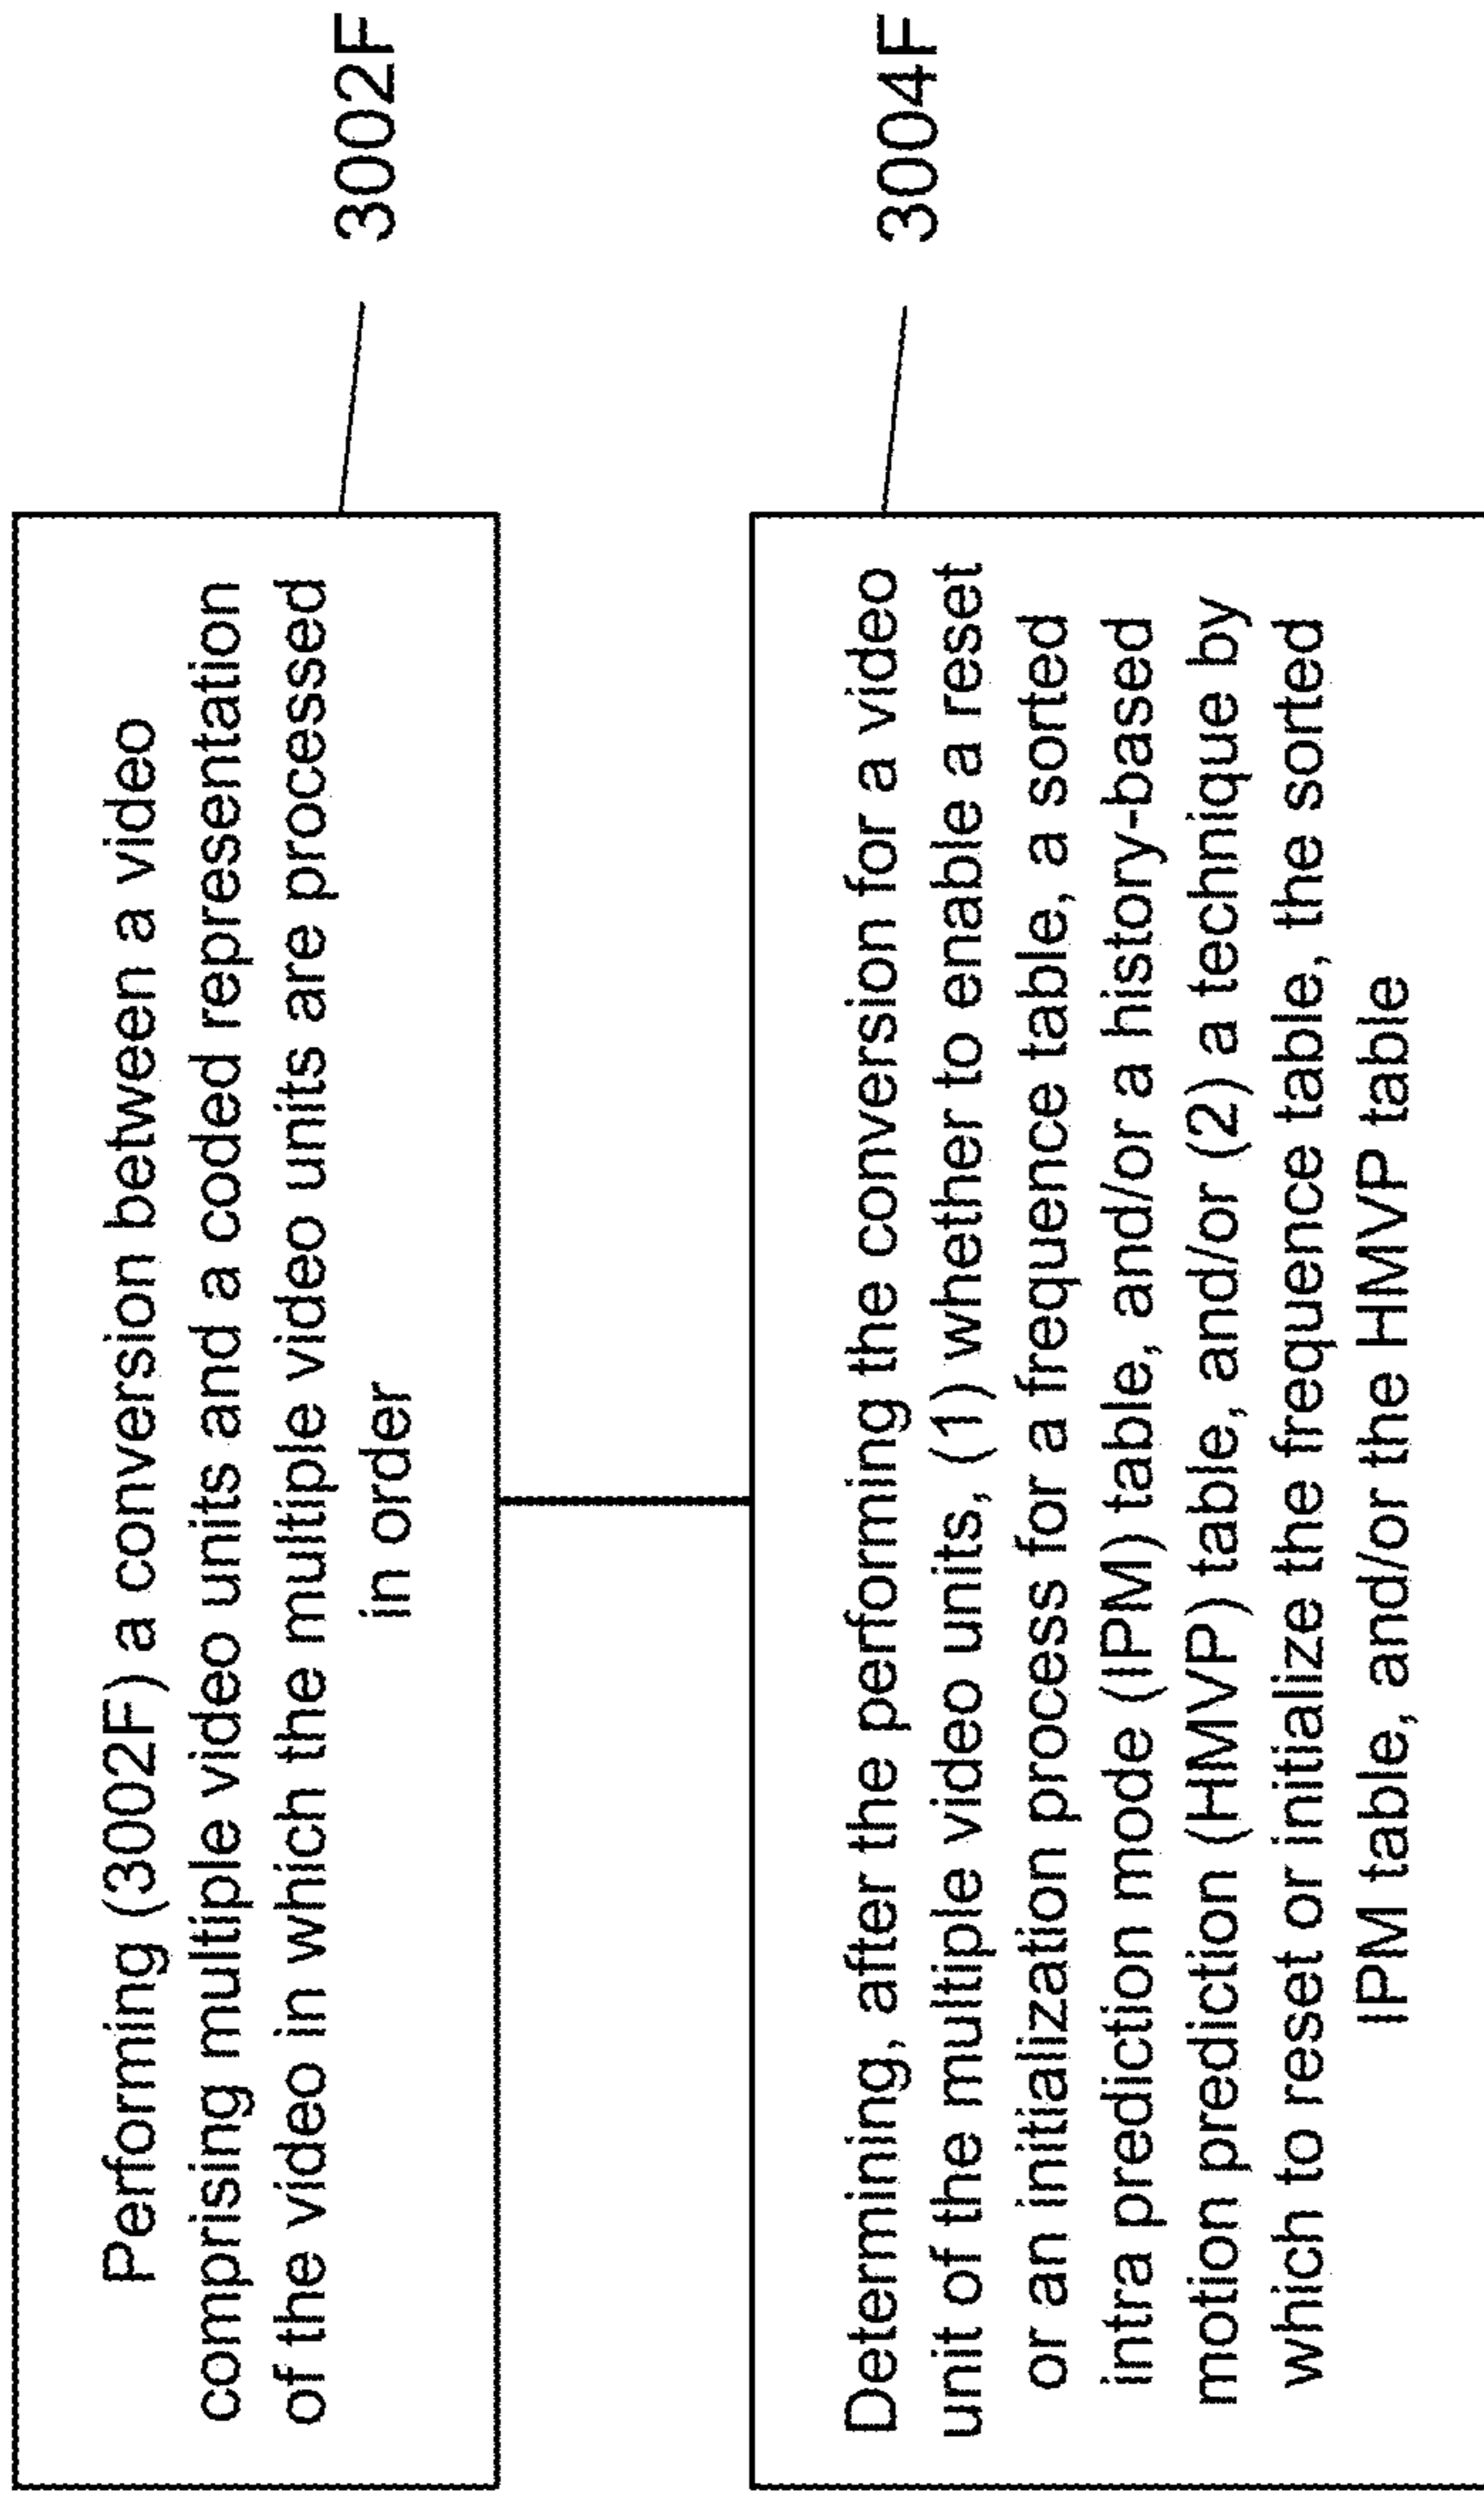 Performing (3002F) a conversion between a video
comprising multiple video units and a coded representation
of the video in which the multiple video units are processed
in order
3002F
Determining, after the performing the conversion for a video
unit of the multiple video units, (1) whether to enable a reset
or an initialization process for a frequence table, a sorted
intra prediction mode (IPM) table, and/or a history-based
motion prediction (HMVP) table, and/or (2) a technique by
which to reset or initialize the frequence table, the sorted
IPM table, and/or the HMVP table
3004F